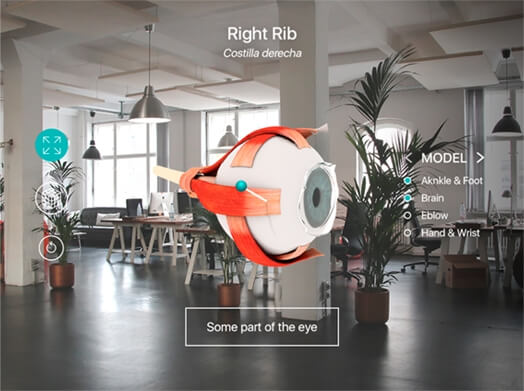 Right Rib
Costilla derecha
MODEL
Aknkle & Foot
Brain
Eblow
Hand & Wrist
Some part of the eye